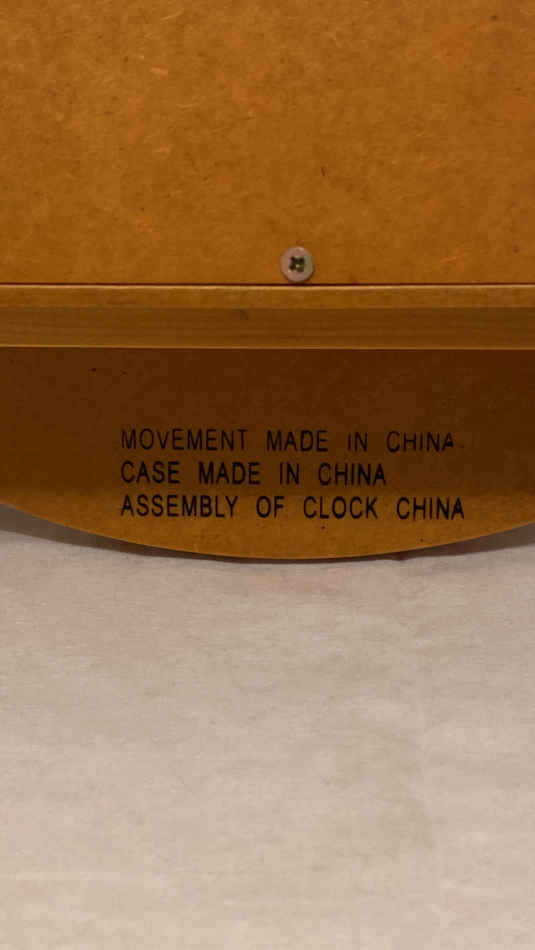 MOVEMENT MADE IN CHINA
CASE MADE IN CHINA
ASSEMBLY OF CLOCK CHINA